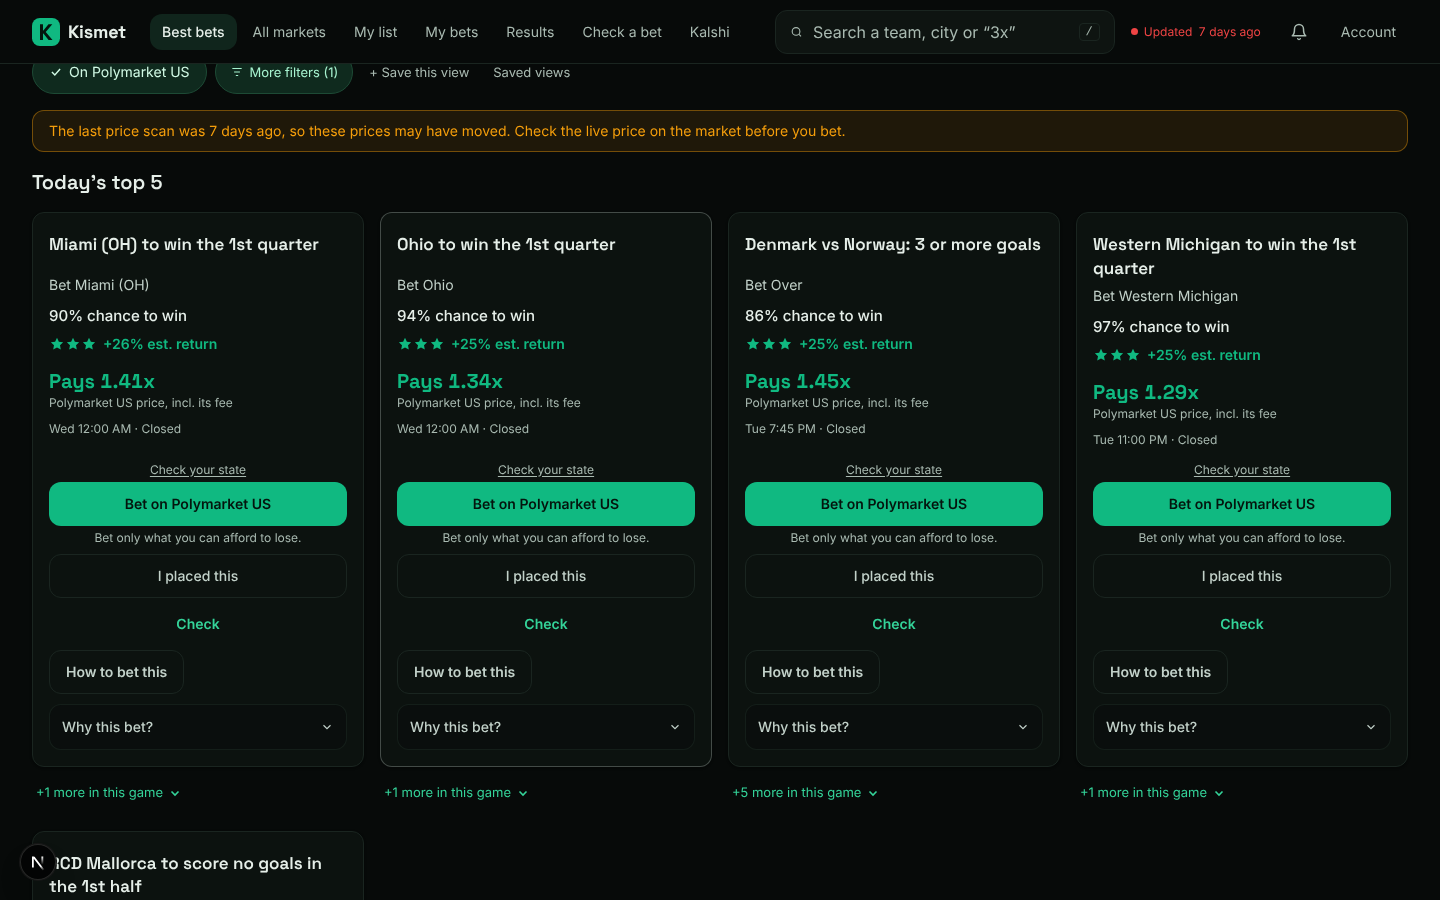 Kismet
Best bets
All markets
My list
My bets
Results
Check a bet
Kalshi
Search a team, city or “3x”
/
Updated 7 days ago
Account
On Polymarket US
More filters (1)
+ Save this view
Saved views
The last price scan was 7 days ago, so these prices may have moved. Check the live price on the market before you bet.
Today’s top 5
Miami (OH) to win the 1st quarter
Bet Miami (OH)
90% chance to win
+26% est. return
Pays 1.41x
Polymarket US price, incl. its fee
Wed 12:00 AM · Closed
Check your state
Bet on Polymarket US
Bet only what you can afford to lose.
I placed this
Check
How to bet this
Why this bet?
+1 more in this game
Ohio to win the 1st quarter
Bet Ohio
94% chance to win
+25% est. return
Pays 1.34x
Polymarket US price, incl. its fee
Wed 12:00 AM · Closed
Check your state
Bet on Polymarket US
Bet only what you can afford to lose.
I placed this
Check
How to bet this
Why this bet?
+1 more in this game
Denmark vs Norway: 3 or more goals
Bet Over
86% chance to win
+25% est. return
Pays 1.45x
Polymarket US price, incl. its fee
Tue 7:45 PM · Closed
Check your state
Bet on Polymarket US
Bet only what you can afford to lose.
I placed this
Check
How to bet this
Why this bet?
+5 more in this game
Western Michigan to win the 1st
quarter
Bet Western Michigan
97% chance to win
+25% est. return
Pays 1.29x
Polymarket US price, incl. its fee
Tue 11:00 PM · Closed
Check your state
Bet on Polymarket US
Bet only what you can afford to lose.
I placed this
Check
How to bet this
Why this bet?
+1 more in this game
N
Mallorca to score no goals in
the 1st half